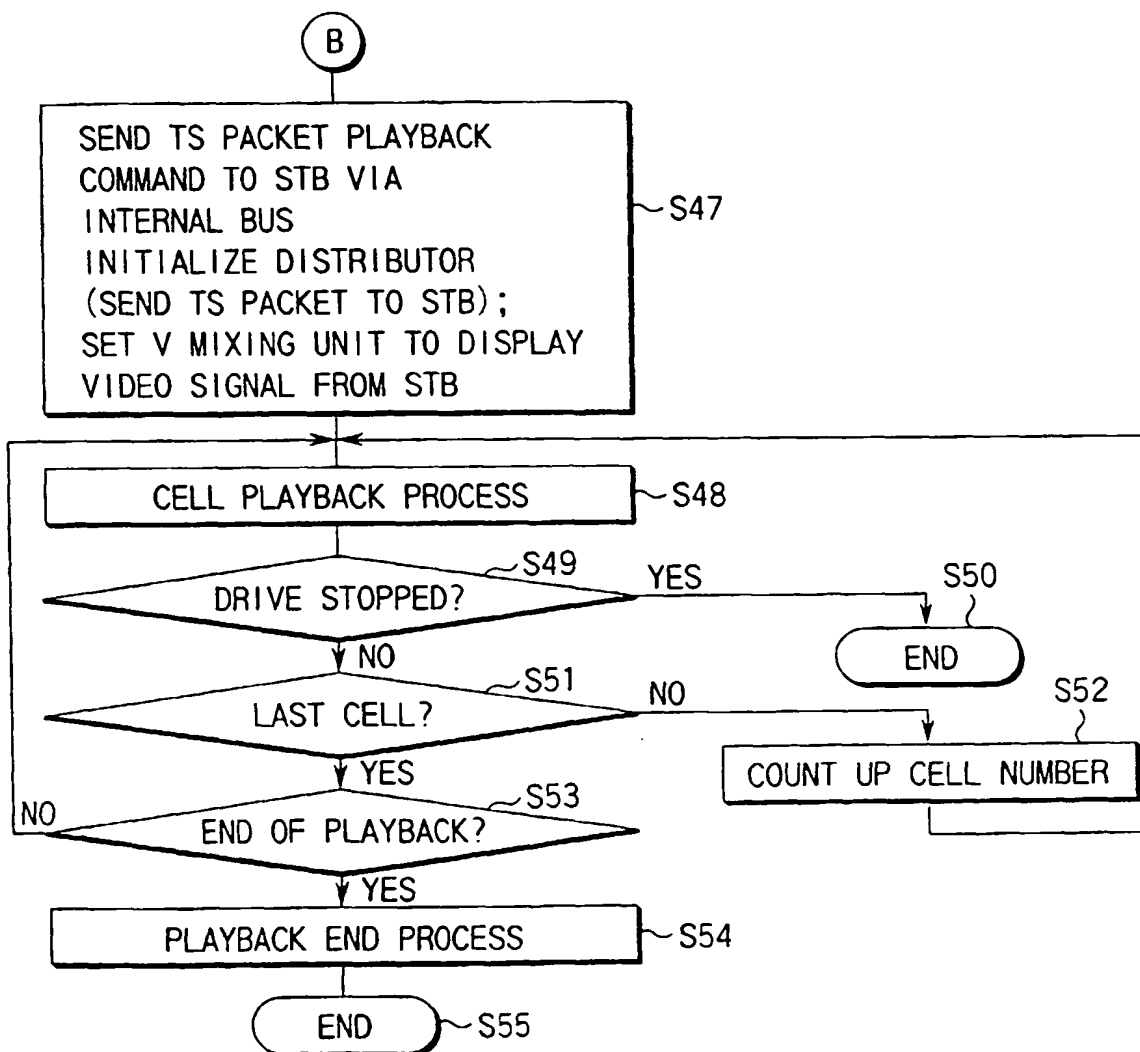 B
SEND TS PACKET PLAYBACK
COMMAND TO STB VIA
INTERNAL BUS
INITIALIZE DISTRIBUTOR
(SEND TS PACKET TO STB);
SET V MIXING UNIT TO DISPLAY
VIDEO SIGNAL FROM STB
S47
CELL PLAYBACK PROCESS
S48
DRIVE STOPPED?
S49
YES
S50
END
NO
LAST CELL?
S51
NO
S52
COUNT UP CELL NUMBER
YES
END OF PLAYBACK?
S53
NO
YES
PLAYBACK END PROCESS
S54
END
S55